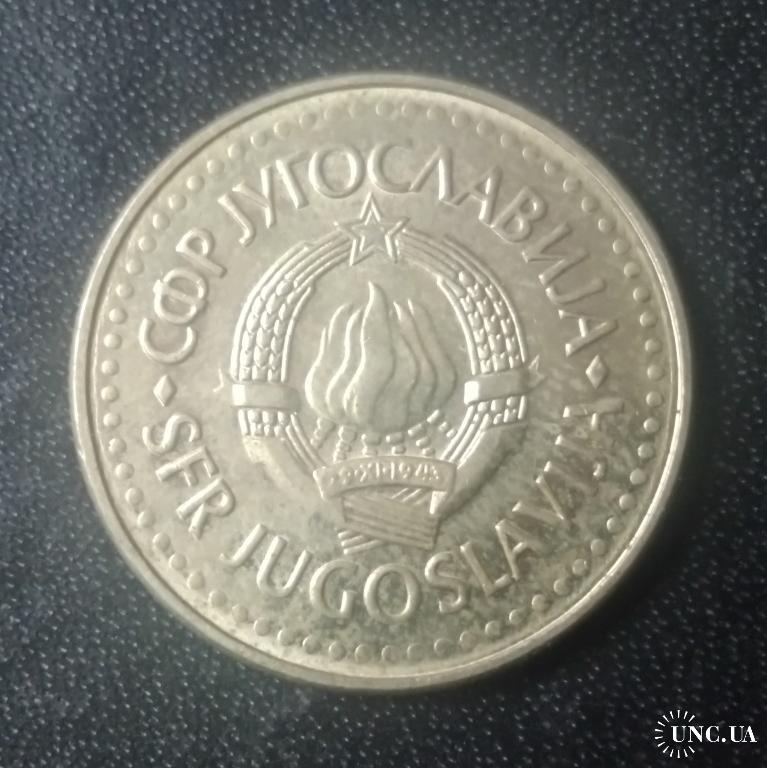 СФР ЈУГОСЛАВИЈА
SFR JUGOSLAVIJA
29·XI·1943
UNC.UA